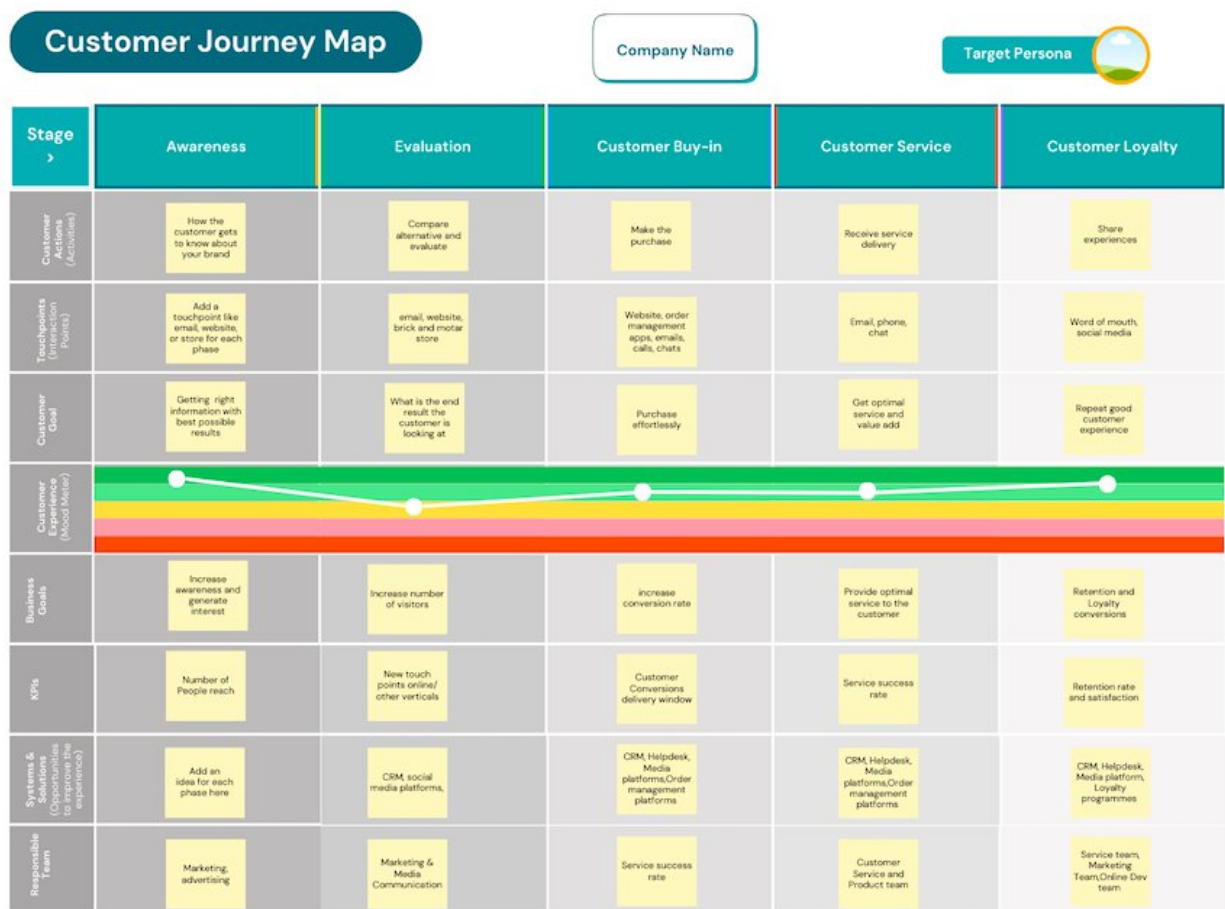 Customer Journey Map
Company Name
Target Persona
Stage
›
Awareness
Evaluation
Customer Buy-in
Customer Service
Customer Loyalty
Customer
Actions
(Activities)
How the
customer gets
to know about
your brand
Compare
alternative and
evaluate
Make the
purchase
Receive service
delivery
Share
experiences
Touchpoints
(Interaction
Points)
Add a
touchpoint like
email, website,
or store for each
phase
email, website,
brick and motar
store
Website, order
management
apps, emails,
calls, chats
Email, phone,
chat
Word of mouth,
social media
Customer
Goal
Getting right
information with
best possible
results
What is the end
result the
customer is
looking at
Purchase
effortlessly
Get optimal
service and
value add
Repeat good
customer
experience
Customer
Experience
(Mood Meter)
Business
Goals
Increase
awareness and
generate
interest
Increase number
of visitors
increase
conversion rate
Provide optimal
service to the
customer
Retention and
Loyalty
conversions
KPIs
Number of
People reach
New touch
points online/
other verticals
Customer
Conversions
delivery window
Service success
rate
Retention rate
and satisfaction
Systems &
Solutions
(Opportunities
to improve the
experience)
Add an
idea for each
phase here
CRM, social
media platforms,
CRM, Helpdesk,
Media
platforms,Order
management
platforms
CRM, Helpdesk,
Media
platforms,Order
management
platforms
CRM, Helpdesk,
Media platform,
Loyalty
programmes
Responsible
Team
Marketing,
advertising
Marketing &
Media
Communication
Service success
rate
Customer
Service and
Product team
Service team,
Marketing
Team,Online Dev
team